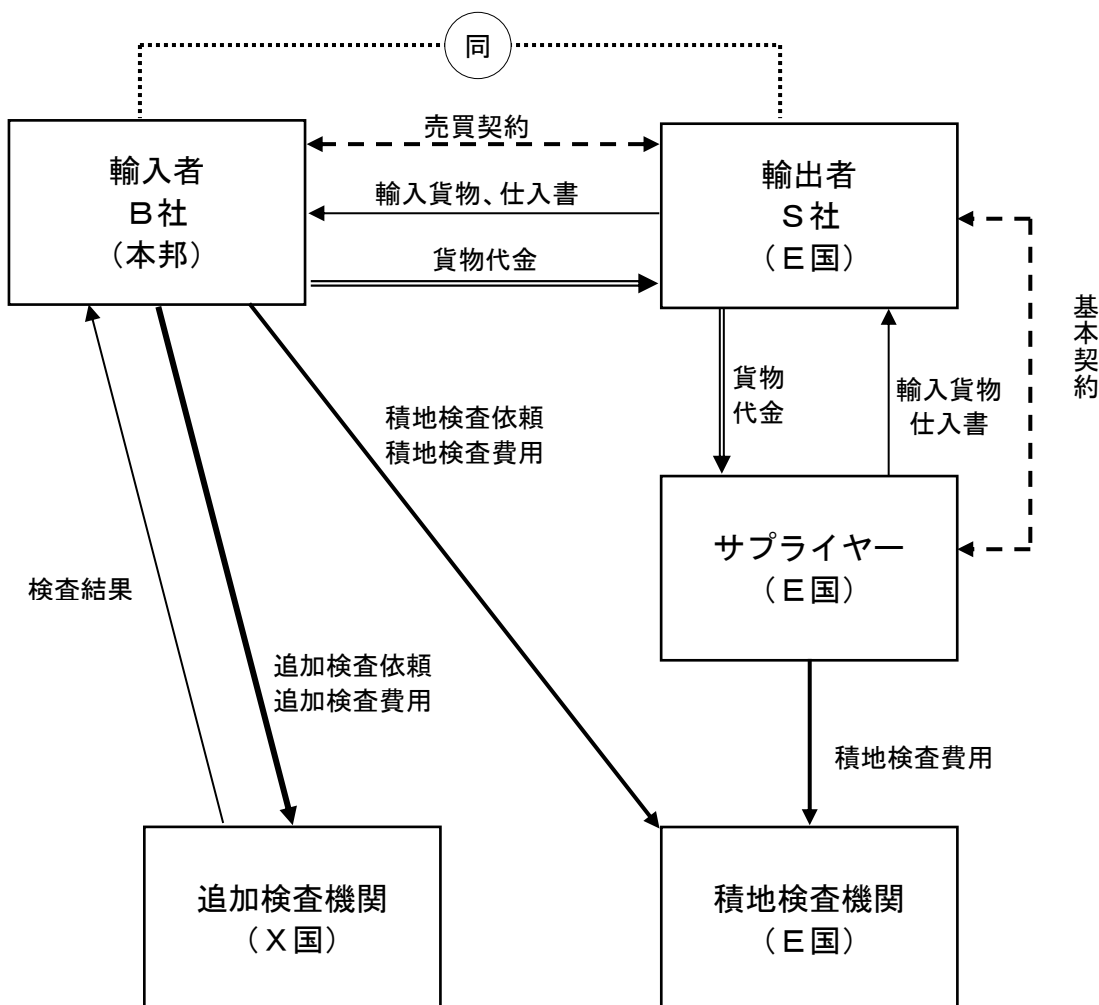 同
売買契約
輸入者
B社
（本邦）
輸出者
S社
（E国）
輸入貨物、仕入書
貨物代金
基本契約
貨物
代金
輸入貨物
仕入書
積地検査依頼
積地検査費用
サプライヤー
（E国）
検査結果
追加検査依頼
追加検査費用
積地検査費用
追加検査機関
（X国）
積地検査機関
（E国）